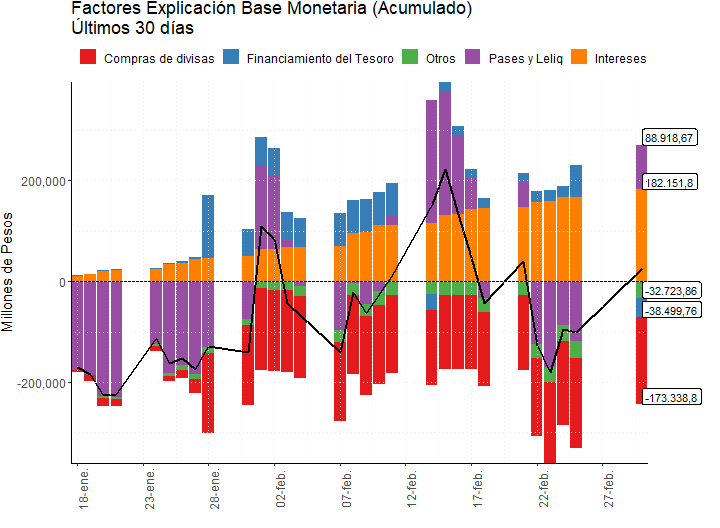 Factores Explicación Base Monetaria (Acumulado)
Últimos 30 días
Compras de divisas Financiamiento del Tesoro Otros Pases y Leliq Intereses
Millones de Pesos
200,000
0
-200,000
88.918,67
182.151,8
-32.723,86
-38.499,76
-173.338,8
18-ene. 23-ene. 28-ene. 02-feb. 07-feb. 12-feb. 17-feb. 22-feb. 27-feb.